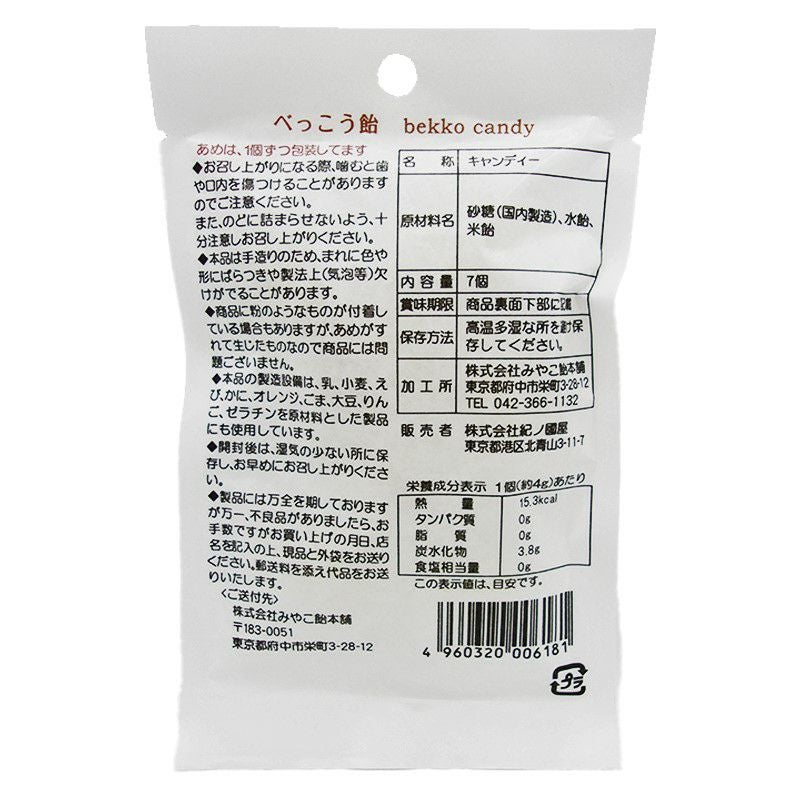 べっこう飴 bekko candy
あめは、1個ずつ包装してます
◆お召し上がりになる際、噛むと歯
や口内を傷つけることがあります
のでご注意ください。
また、のどに詰まらせないよう、十
分注意しお召し上がりください。
◆本品は手造りのため、まれに色や
形にばらつきや製法上(気泡等)欠
けがでることがあります。
◆商品に粉のようなものが付着し
ている場合もありますが、あめがす
れて生じたものなので商品には問
題ございません。
◆本品の製造設備は、乳、小麦、え
び、かに、オレンジ、ごま、大豆、りん
ご、ゼラチンを原材料とした製品
にも使用しています。
◆開封後は、湿気の少ない所に保
存し、お早めにお召し上がりくださ
い。
◆製品には万全を期しております
が万一、不良品がありましたら、お
手数ですがお買い上げの月日、店
名を記入の上、現品と外袋をお送り
ください。郵送料を添え代品をお送
りいたします。
〈ご送付先〉
株式会社みやこ飴本舗
〒183-0051
東京都府中市栄町3-28-12
名称 キャンディー
原材料名 砂糖(国内製造)、水飴、
米飴
内容量 7個
賞味期限 商品裏面下部に記載
保存方法 高温多湿な所を避け保
存してください。
加工所 株式会社みやこ飴本舗
東京都府中市栄町3-28-12
TEL 042-366-1132
販売者 株式会社紀ノ國屋
東京都港区北青山3-11-7
栄養成分表示 1個(約4g)あたり
熱量 15.3kcal
タンパク質 0g
脂質 0g
炭水化物 3.8g
食塩相当量 0g
この表示値は、目安です。
4 960320 006181
プラ